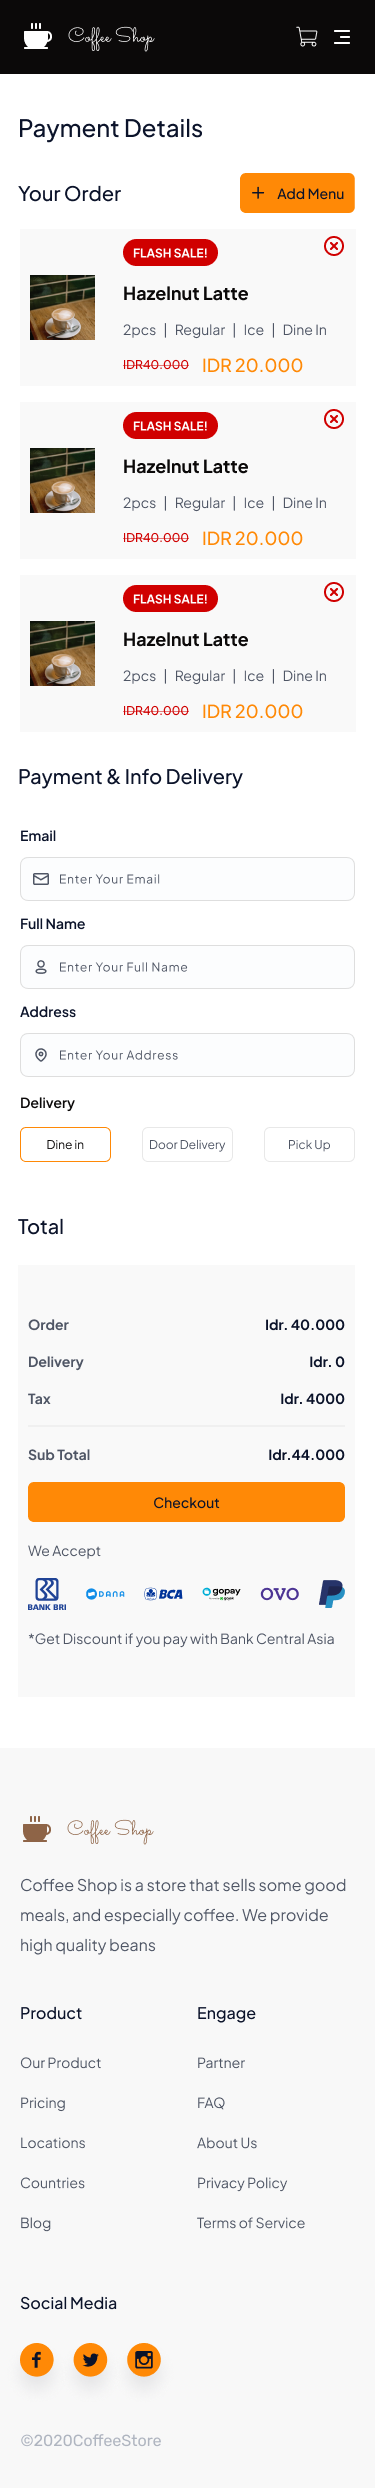 Coffee Shop
Payment Details
Your Order
+ Add Menu
FLASH SALE!
Hazelnut Latte
2pcs | Regular | Ice | Dine In
IDR40.000 IDR 20.000
FLASH SALE!
Hazelnut Latte
2pcs | Regular | Ice | Dine In
IDR40.000 IDR 20.000
FLASH SALE!
Hazelnut Latte
2pcs | Regular | Ice | Dine In
IDR40.000 IDR 20.000
Payment & Info Delivery
Email
Enter Your Email
Full Name
Enter Your Full Name
Address
Enter Your Address
Delivery
Dine in Door Delivery Pick Up
Total
Order Idr. 40.000
Delivery Idr. 0
Tax Idr. 4000
Sub Total Idr.44.000
Checkout
We Accept
BANK BRI DANA BCA gopay OVO
*Get Discount if you pay with Bank Central Asia
Coffee Shop
Coffee Shop is a store that sells some good
meals, and especially coffee. We provide
high quality beans
Product Engage
Our Product Partner
Pricing FAQ
Locations About Us
Countries Privacy Policy
Blog Terms of Service
Social Media
©2020CoffeeStore